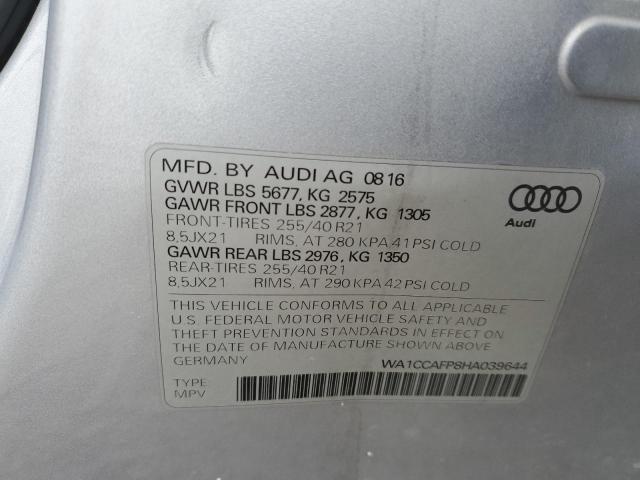 MFD. BY AUDI AG 0816
GVWR LBS 5677, KG 2575
GAWR FRONT LBS 2877, KG 1305
FRONT-TIRES 255/40 R21
8,5JX21 RIMS, AT 280 KPA 41 PSI COLD
GAWR REAR LBS 2976, KG 1350
REAR-TIRES 255/40 R21
8,5JX21 RIMS, AT 290 KPA 42 PSI COLD
Audi
THIS VEHICLE CONFORMS TO ALL APPLICABLE
U.S. FEDERAL MOTOR VEHICLE SAFETY AND
THEFT PREVENTION STANDARDS IN EFFECT ON
THE DATE OF MANUFACTURE SHOWN ABOVE
GERMANY WA1CCAFP8HA039644
TYPE
MPV